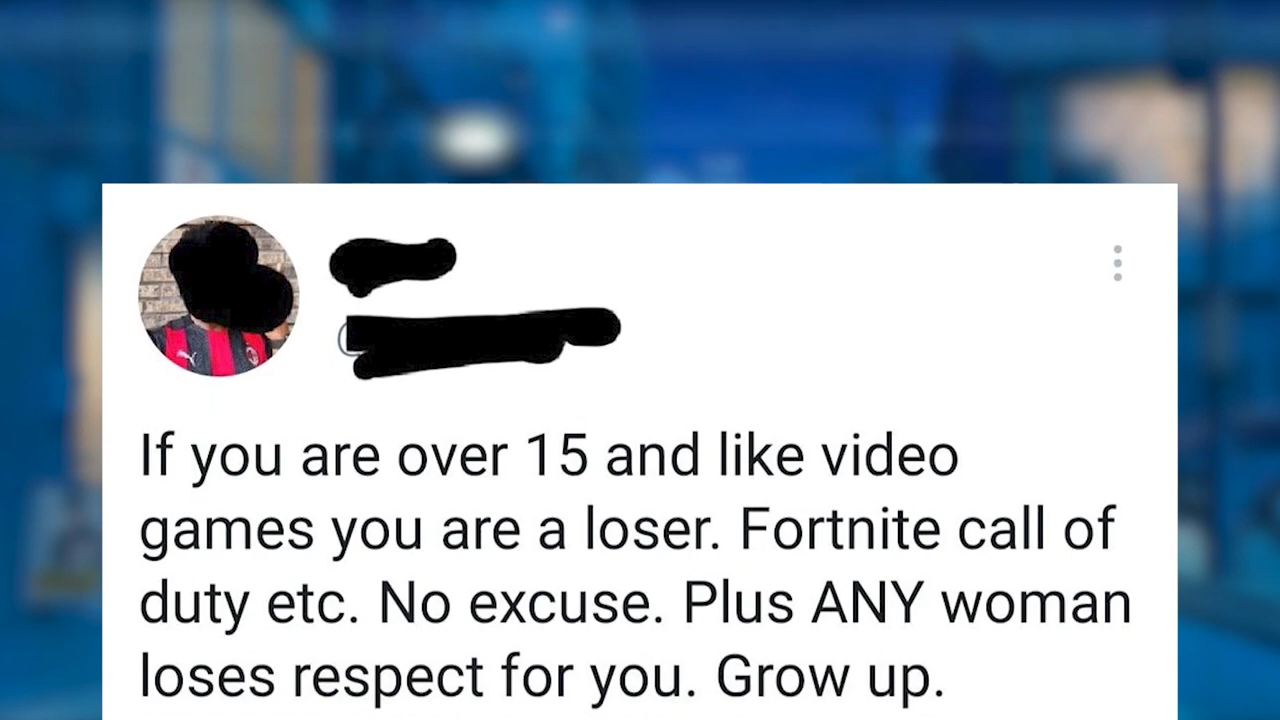 If you are over 15 and like video
games you are a loser. Fortnite call of
duty etc. No excuse. Plus ANY woman
loses respect for you. Grow up.